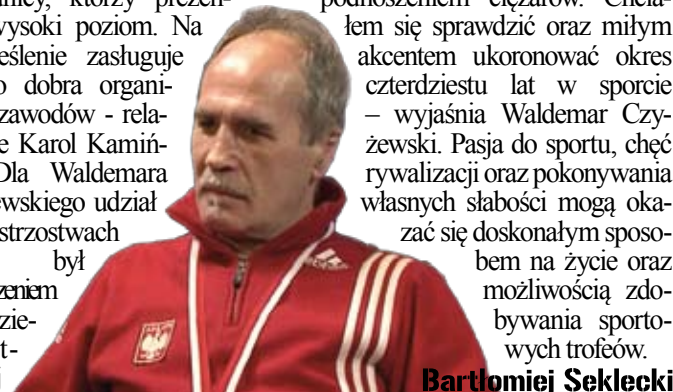 nicy, którzy prezen-
wysoki poziom. Na
eślenie zasługuje
o dobra organi-
zawodów - rela-
e Karol Kamiń-
Dla Waldemara
ewskiego udział
strzostwach
był
zeniem
zie-
t-
podnoszeniem ciężarów. Chcia-
łem się sprawdzić oraz miłym
akcentem ukoronować okres
czterdziestu lat w sporcie
– wyjaśnia Waldemar Czy-
żewski. Pasja do sportu, chęć
rywalizacji oraz pokonywania
własnych słabości mogą oka-
zać się doskonałym sposo-
bem na życie oraz
możliwością zdo-
bywania sporto-
wych trofeów.
Bartłomiej Seklecki